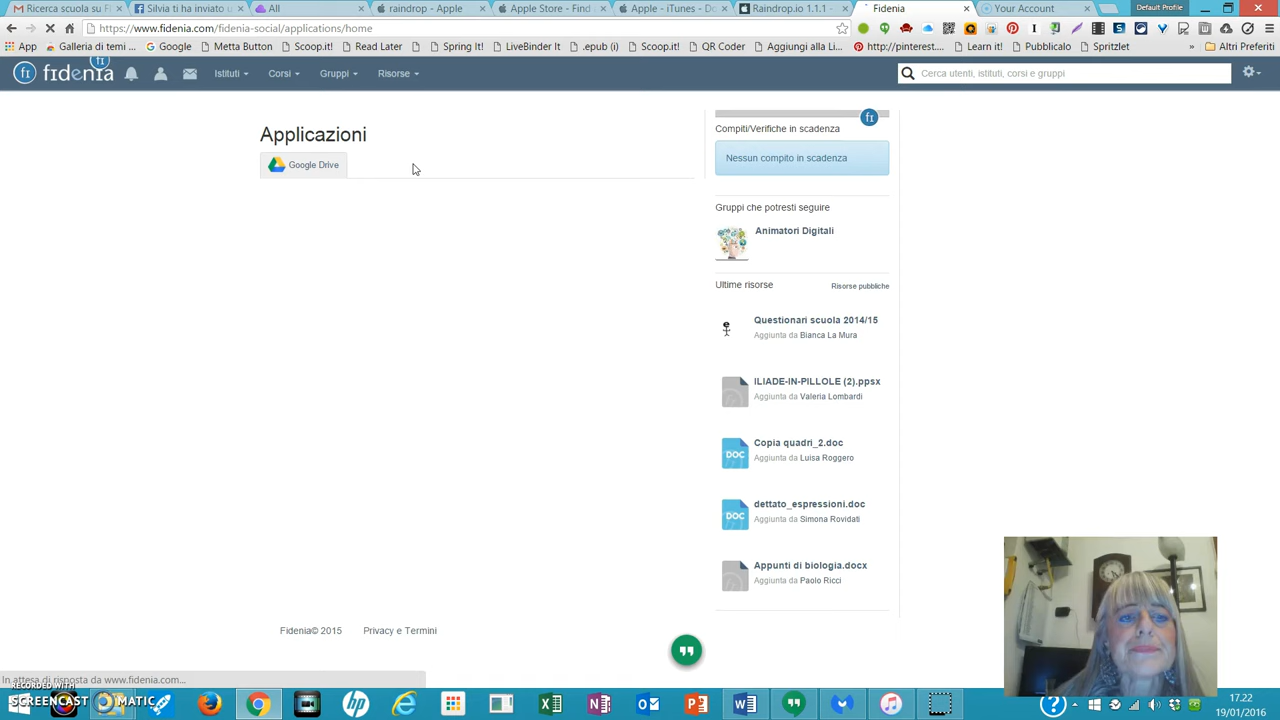 Ricerca scuola su Fi
Silvia ti ha inviato u
All
raindrop - Apple
Apple Store - Find
Apple - iTunes - Do
Raindrop.io 1.1.1 -
Fidenia
Your Account
Default Profile
https://www.fidenia.com/fidenia-social/applications/home
App
Galleria di temi ...
Google
Metta Button
Scoop.it!
Read Later
Spring It!
LiveBinder It
.epub (i)
Scoop.it!
QR Coder
Aggiungi alla Li...
http://pinterest....
Learn it!
Pubblicalo
Spritzlet
»
Altri Preferiti
fidenia
Istituti
Corsi
Gruppi
Risorse
Cerca utenti, istituti, corsi e gruppi
Applicazioni
Google Drive
Compiti/Verifiche in scadenza
Nessun compito in scadenza
Gruppi che potresti seguire
Animatori Digitali
Ultime risorse
Risorse pubbliche
Questionari scuola 2014/15
Aggiunta da Bianca La Mura
ILIADE-IN-PILLOLE (2).ppsx
Aggiunta da Valeria Lombardi
DOC
Copia quadri_2.doc
Aggiunta da Luisa Roggero
DOC
dettato_espressioni.doc
Aggiunta da Simona Rovidati
Appunti di biologia.docx
Aggiunta da Paolo Ricci
Fidenia© 2015
Privacy e Termini
In attesa di risposta da www.fidenia.com...
RECORDED WITH
SCREENCAST MATIC
17.22
19/01/2016